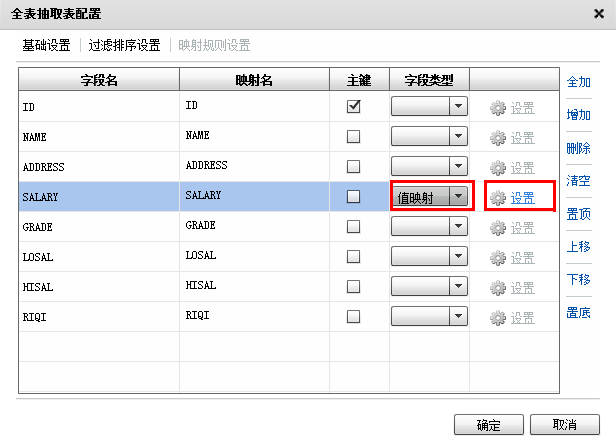 全表抽取表配置
基础设置 过滤排序设置 映射规则设置
字段名 映射名 主键 字段类型
全加
ID ID 设置
增加
NAME NAME 设置
删除
ADDRESS ADDRESS 设置
清空
SALARY SALARY 值映射 设置
置顶
GRADE GRADE 设置
上移
LOSAL LOSAL 设置
下移
HISAL HISAL 设置
置底
RIQI RIQI 设置
确定 取消